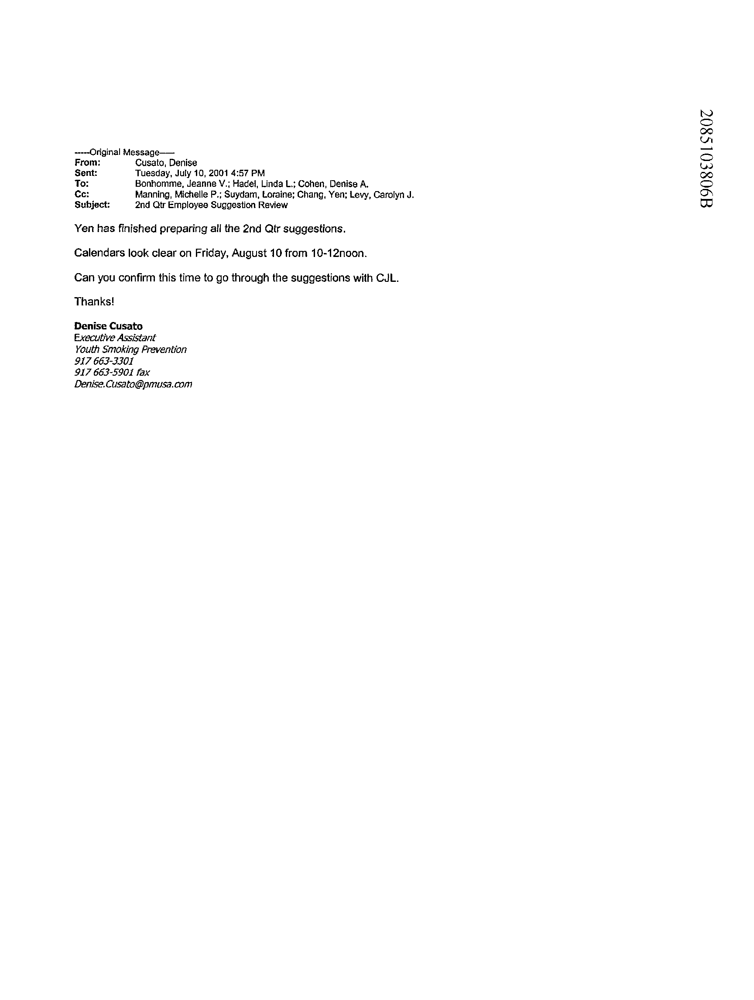 -----Original Message-----
From: Cusato, Denise
Sent: Tuesday, July 10, 2001 4:57 PM
To: Bonhomme, Jeanne V.; Hadel, Linda L.; Cohen, Denise A.
Cc: Manning, Michelle P.; Suydam, Loraine; Chang, Yen; Levy, Carolyn J.
Subject: 2nd Qtr Employee Suggestion Review
Yen has finished preparing all the 2nd Qtr suggestions.
Calendars look clear on Friday, August 10 from 10-12noon.
Can you confirm this time to go through the suggestions with CJL.
Thanks!
Denise Cusato
Executive Assistant
Youth Smoking Prevention
917 663-3301
917 663-5901 fax
Denise.Cusato@pmusa.com
2085103806B